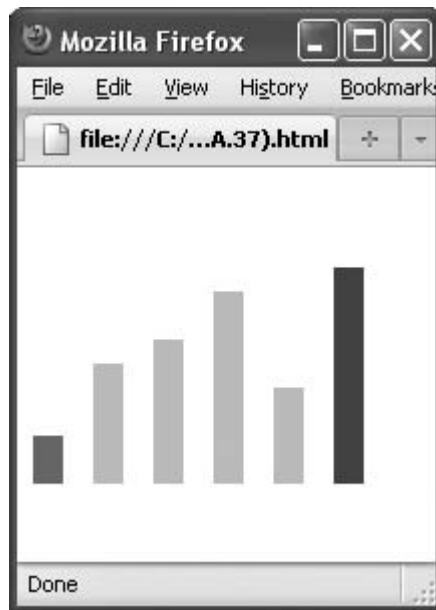 Mozilla Firefox
File Edit View History Bookmarks
file:///C:/...A.37).html
Done